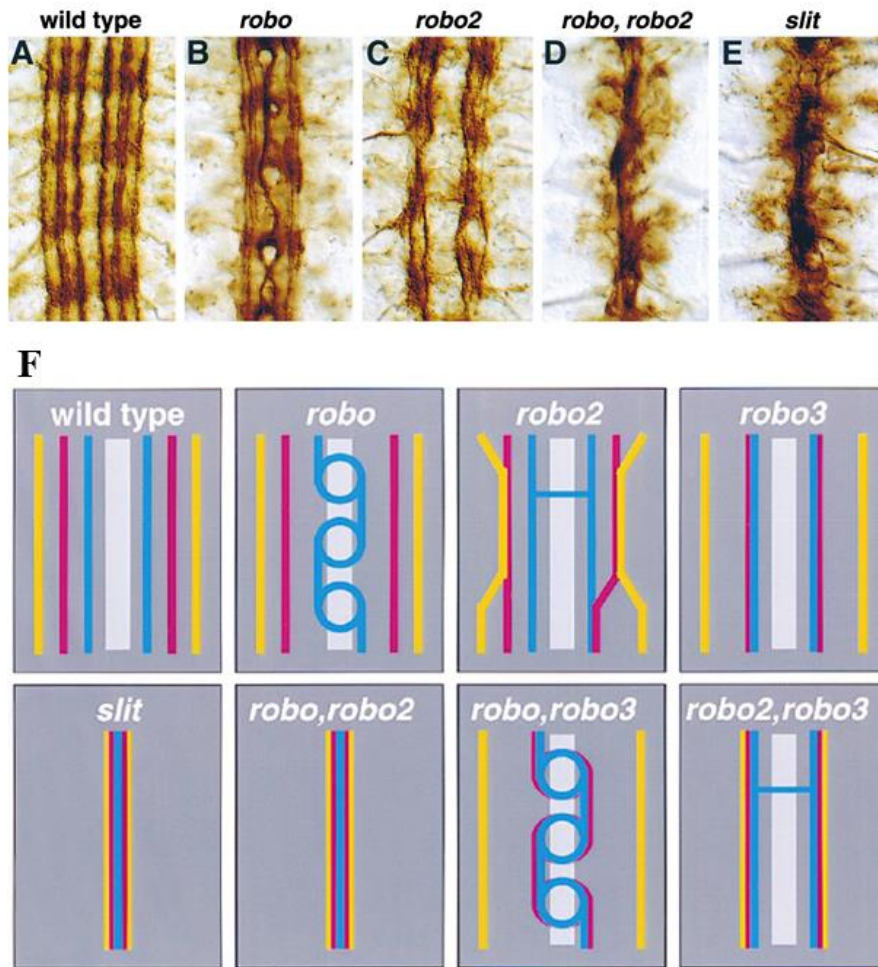 wild type robo robo2 robo, robo2 slit
A B C D E
F
wild type robo robo2 robo3
slit robo,robo2 robo,robo3 robo2,robo3